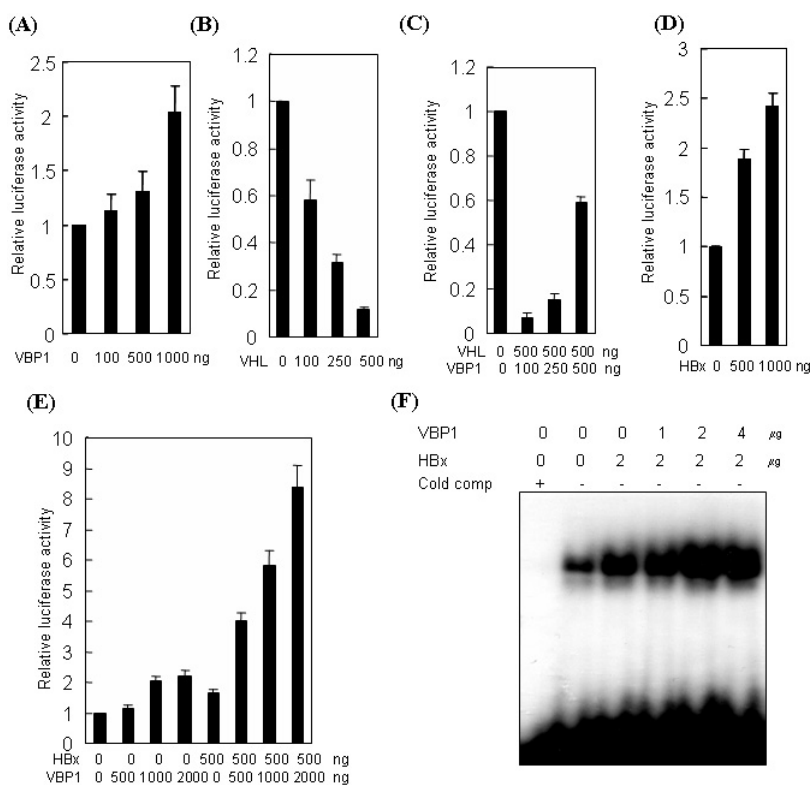 (A)
Relative luciferase activity
2.5
2
1.5
1
0.5
0
VBP1 0 100 500 1000 ng
(B)
Relative luciferase activity
1.2
1
0.8
0.6
0.4
0.2
0
VHL 0 100 250 500 ng
(C)
Relative luciferase activity
1.2
1
0.8
0.6
0.4
0.2
0
VHL 0 500 500 500 ng
VBP1 0 100 250 500 ng
(D)
Relative luciferase activity
3
2.5
2
1.5
1
0.5
0
HBx 0 500 1000 ng
(E)
Relative luciferase activity
10
9
8
7
6
5
4
3
2
1
0
HBx 0 0 0 0 500 500 500 500 ng
VBP1 0 500 1000 2000 0 500 1000 2000 ng
(F)
VBP1 0 0 0 1 2 4 µg
HBx 0 0 2 2 2 2 µg
Cold comp + - - - - -